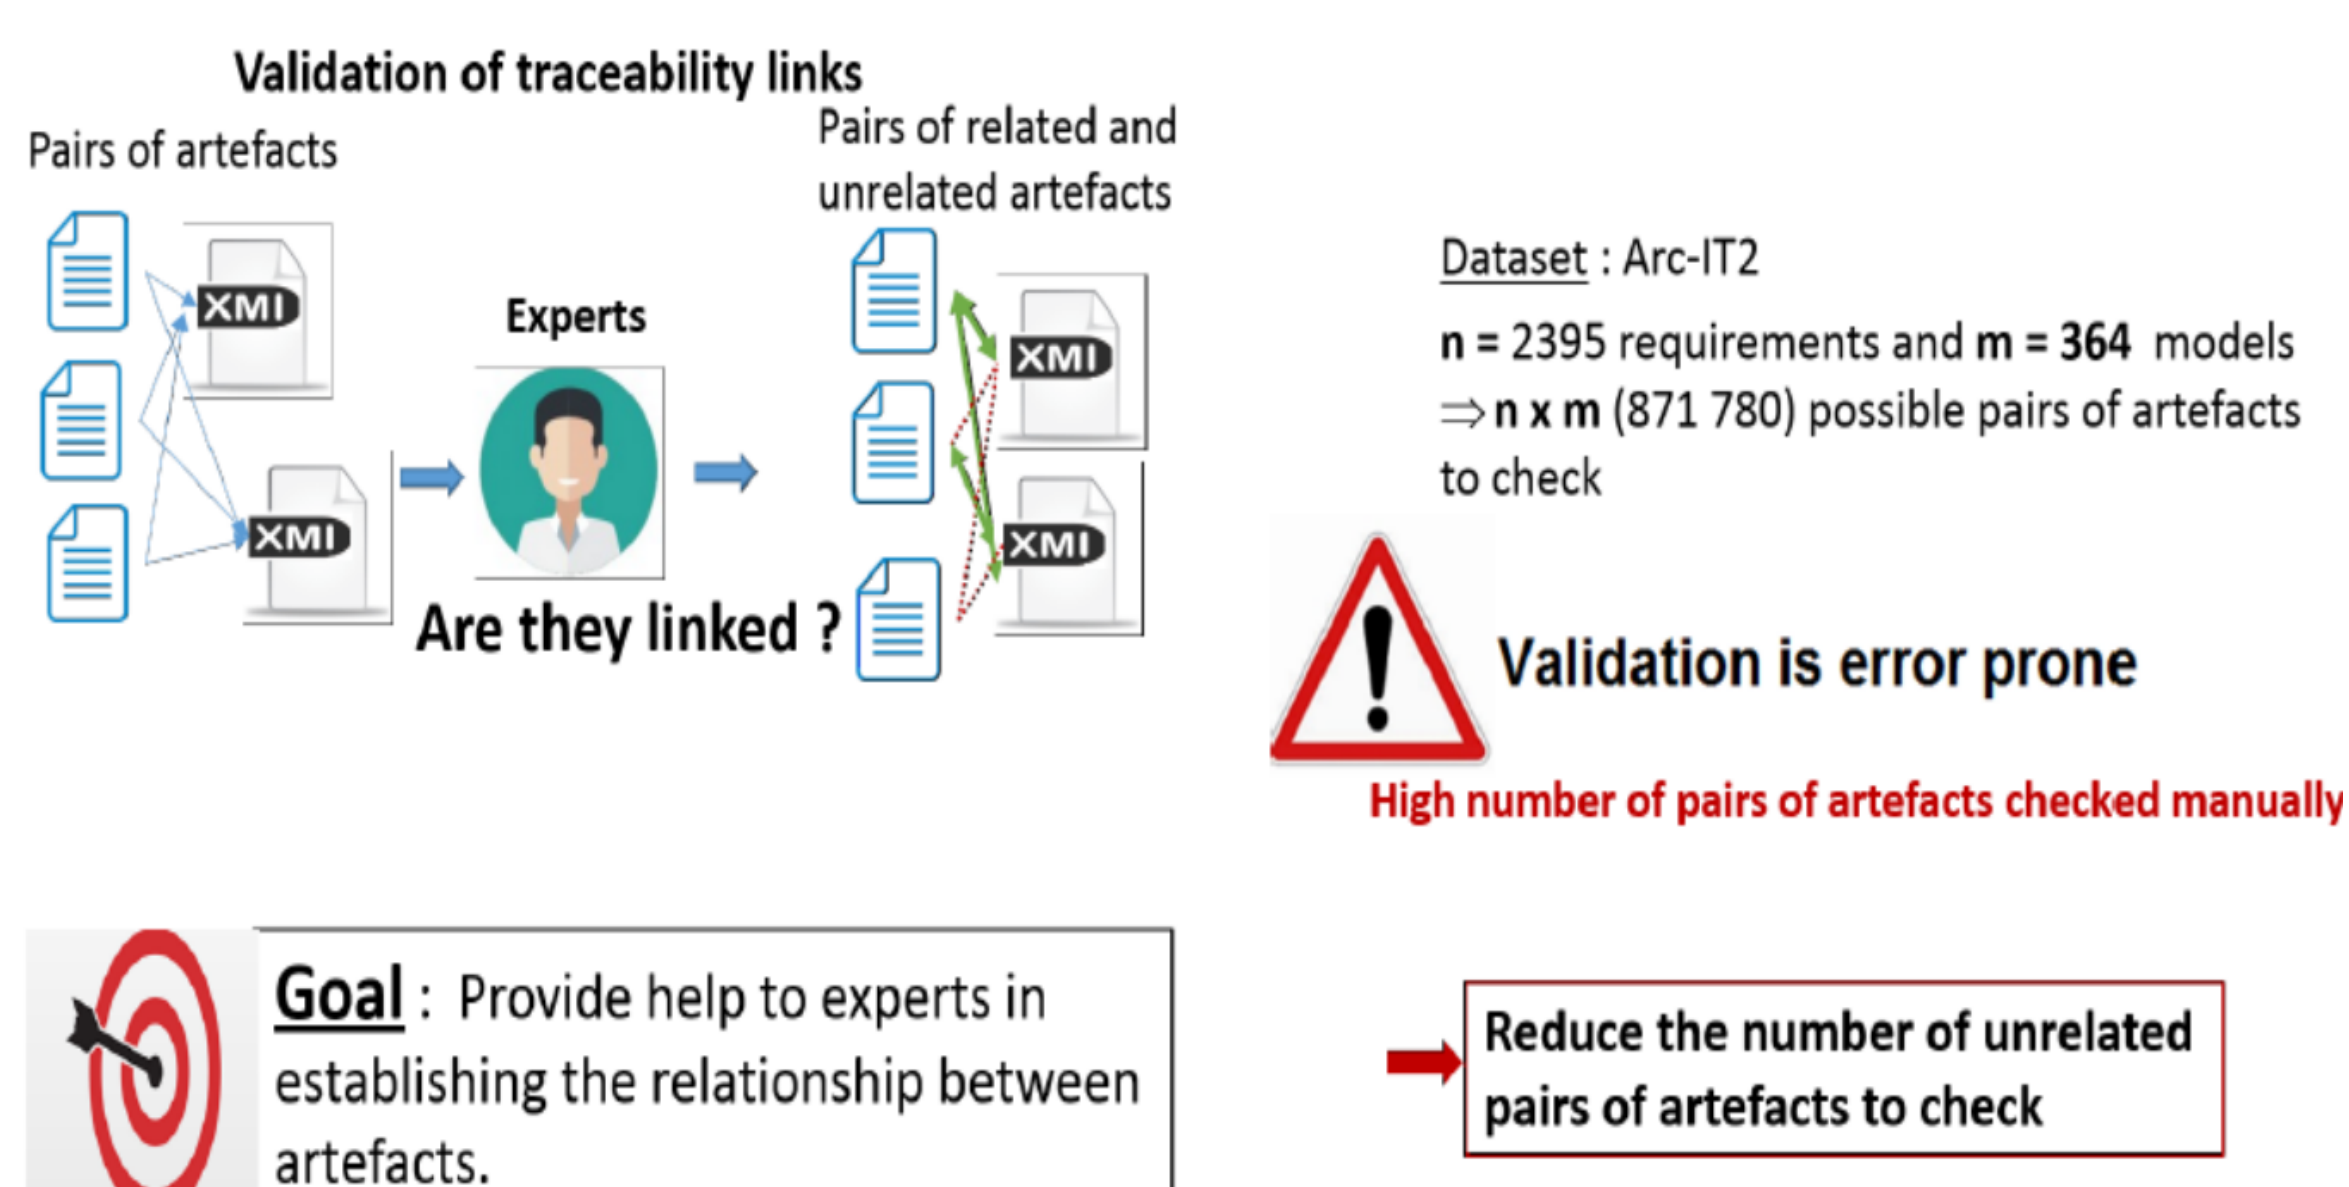 Validation of traceability links
Pairs of artefacts
Pairs of related and
unrelated artefacts
XMI
XMI
Experts
Are they linked ?
XMI
XMI
Dataset : Arc-IT2
n = 2395 requirements and m = 364 models
⇒ n x m (871 780) possible pairs of artefacts
to check
Validation is error prone
High number of pairs of artefacts checked manually
Goal : Provide help to experts in
establishing the relationship between
artefacts.
Reduce the number of unrelated
pairs of artefacts to check